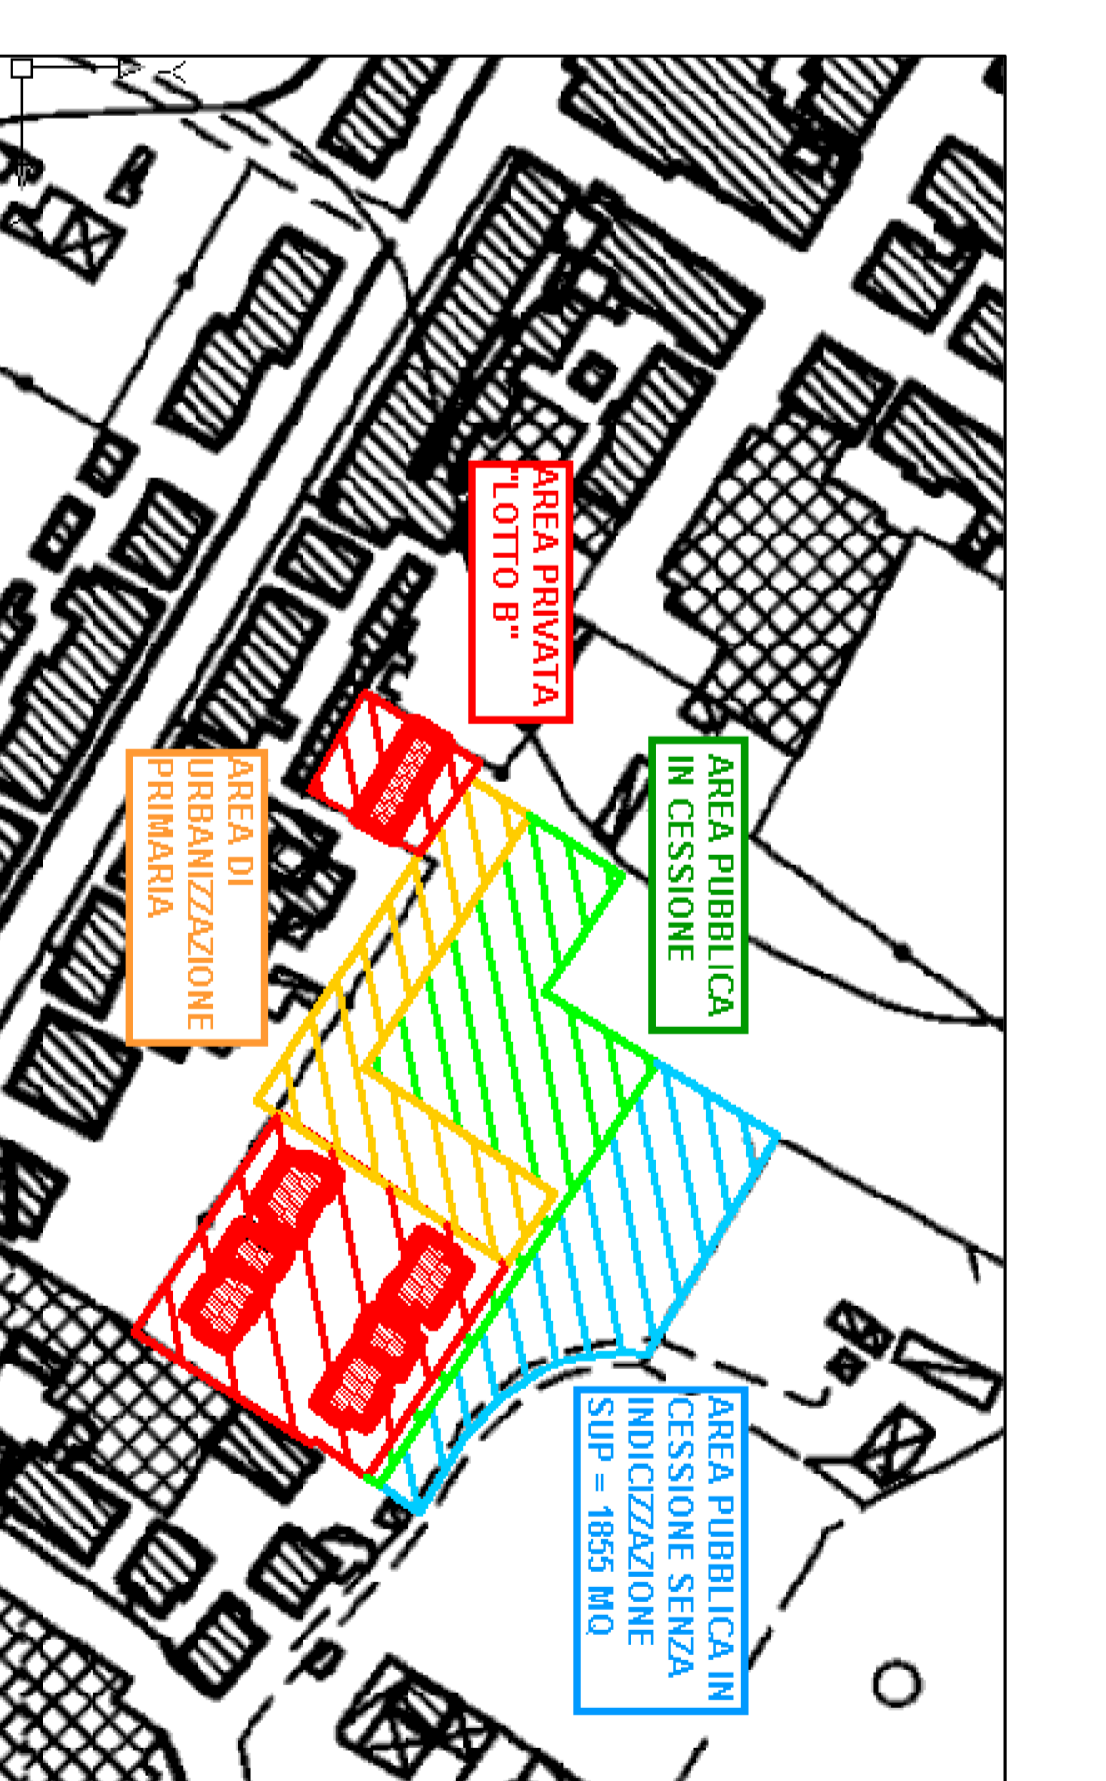 AREA PRIVATA
"LOTTO B"
AREA PUBBLICA
IN CESSIONE
AREA DI
URBANIZZAZIONE
PRIMARIA
AREA PUBBLICA IN
CESSIONE SENZA
INDICIZZAZIONE
SUP = 1855 MQ
Y